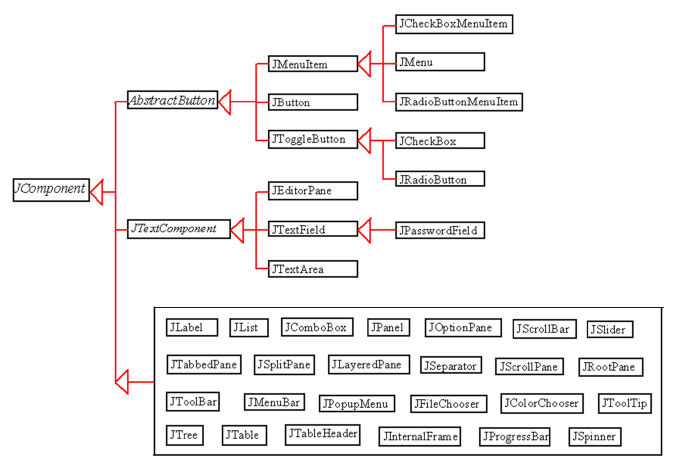 JCheckBoxMenuItem
JMenuItem
JMenu
AbstractButton
JButton
JRadioButtonMenuItem
JToggleButton
JCheckBox
JRadioButton
JComponent
JEditorPane
JTextComponent
JTextField
JPasswordField
JTextArea
JLabel JList JComboBox JPanel JOptionPane JScrollBar JSlider
JTabbedPane JSplitPane JLayeredPane JSeparator JScrollPane JRootPane
JToolBar JMenuBar JPopupMenu JFileChooser JColorChooser JToolTip
JTree JTable JTableHeader JInternalFrame JProgressBar JSpinner